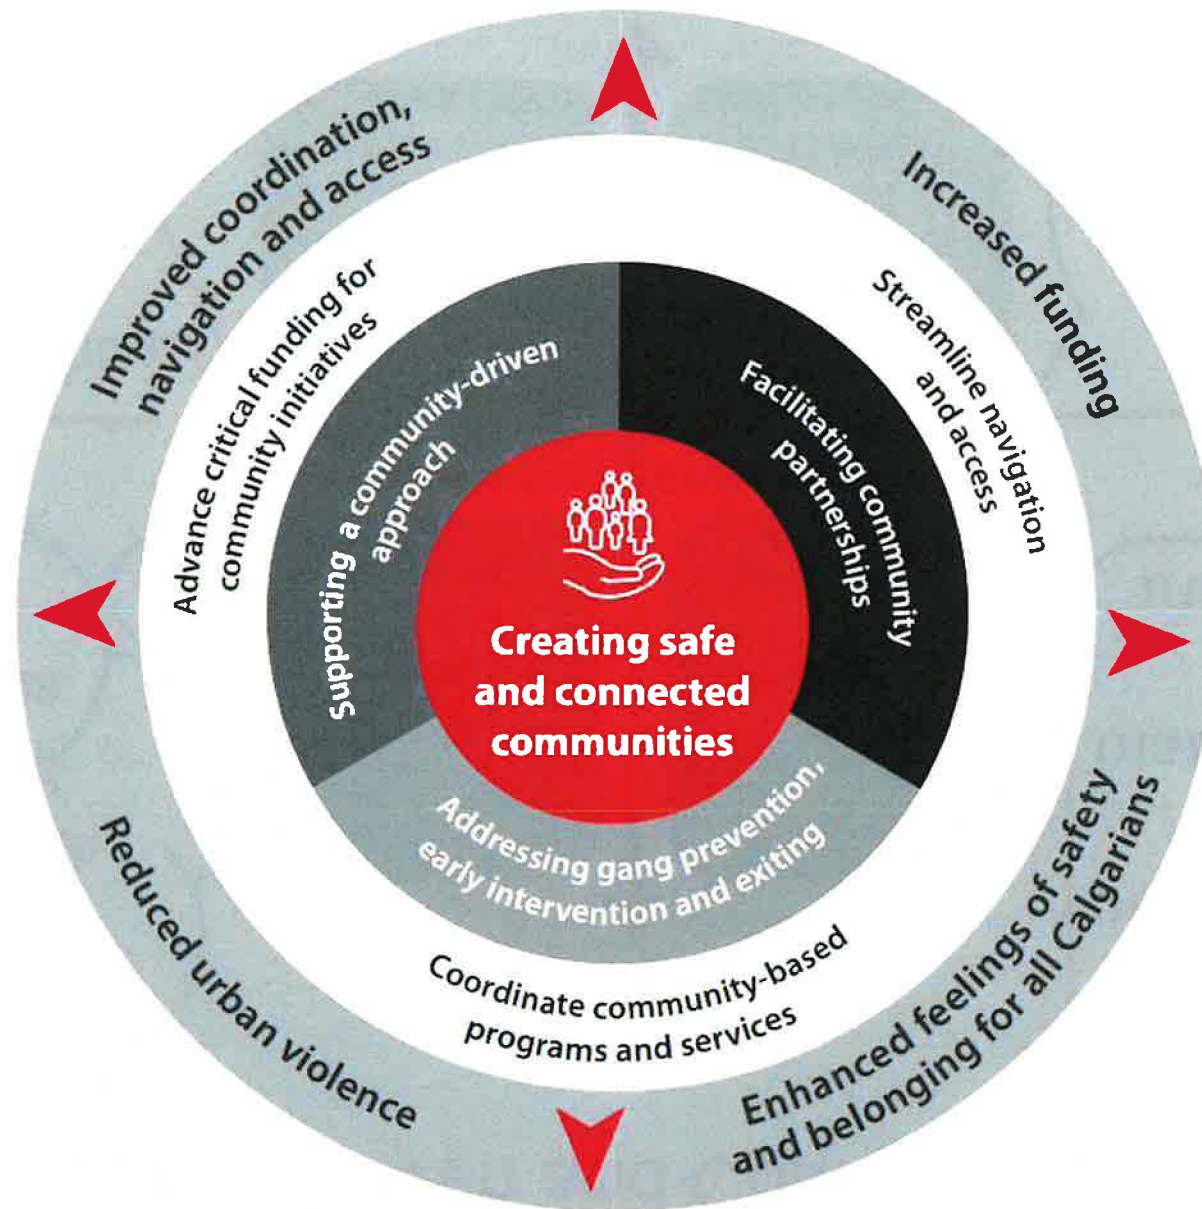 Improved coordination,
navigation and access
Increased funding
Advance critical funding for
community initiatives
Streamline navigation
and access
Supporting a community-driven
approach
Facilitating community
partnerships
Creating safe
and connected
communities
Addressing gang prevention,
early intervention and exiting
Coordinate community-based
programs and services
Reduced urban violence
Enhanced feelings of safety
and belonging for all Calgarians